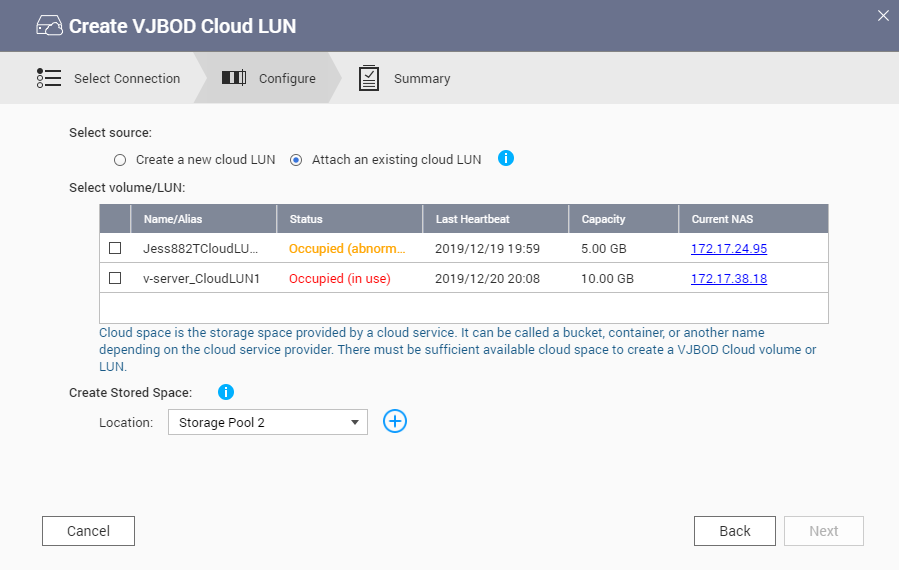 Create VJBOD Cloud LUN
Select Connection
Configure
Summary
Select source:
Create a new cloud LUN
Attach an existing cloud LUN
Select volume/LUN:
Name/Alias Status Last Heartbeat Capacity Current NAS
Jess882TCloudLU... Occupied (abnorm... 2019/12/19 19:59 5.00 GB 172.17.24.95
v-server_CloudLUN1 Occupied (in use) 2019/12/20 20:08 10.00 GB 172.17.38.18
Cloud space is the storage space provided by a cloud service. It can be called a bucket, container, or another name
depending on the cloud service provider. There must be sufficient available cloud space to create a VJBOD Cloud volume or
LUN.
Create Stored Space:
Location: Storage Pool 2
Cancel Back Next